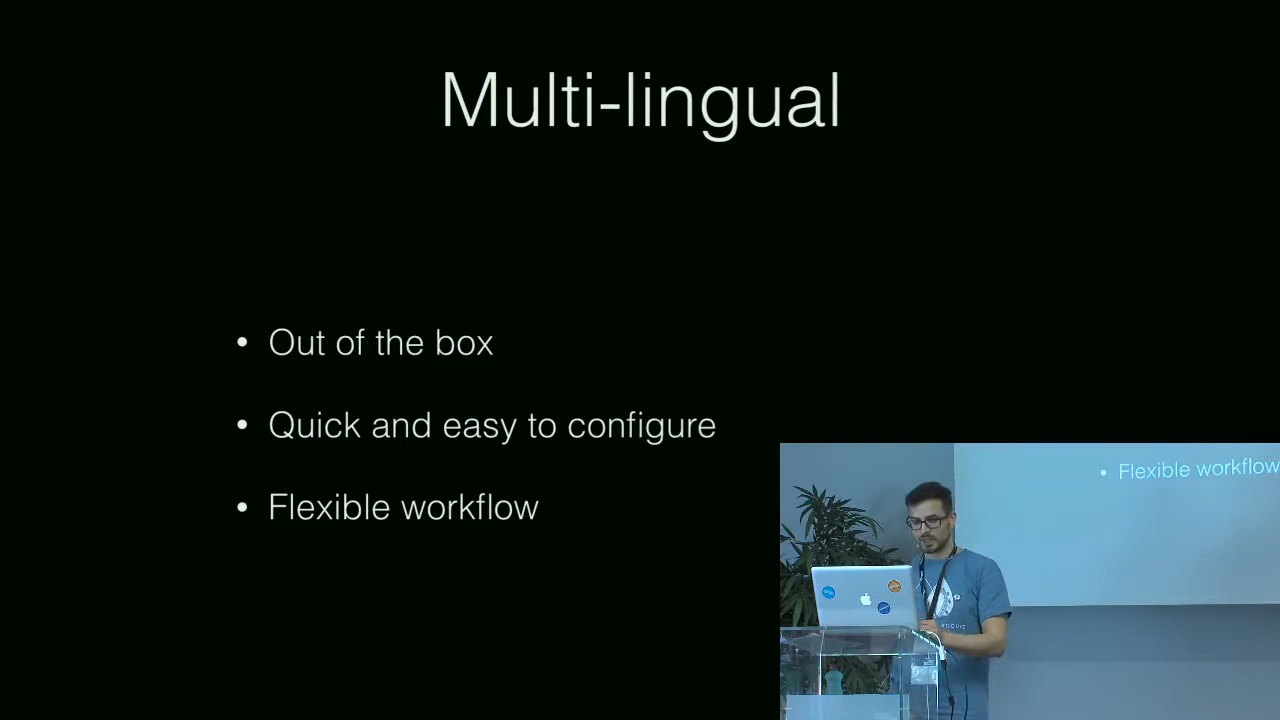 Multi-lingual
• Out of the box
• Quick and easy to configure
• Flexible workflow
• Flexible workflow